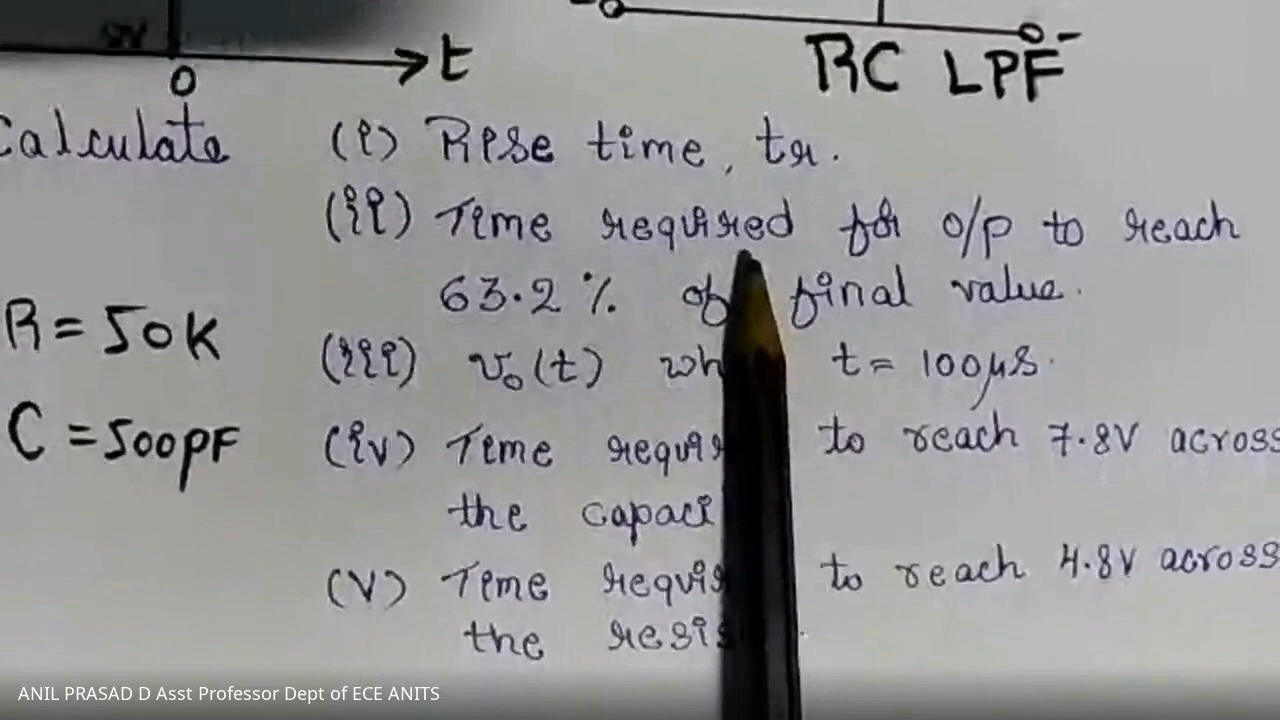 0
t
RC LPF
Calculate (i) Rise time, tr.
(ii) Time required for o/p to reach
63.2% of final value.
R = 50K
(iii) vo(t) t = 100μs.
C = 500pF
(iv) Time to reach 7.8V across
the
(v) Time to reach 4.8V across
the
ANIL PRASAD D Asst Professor Dept of ECE ANITS